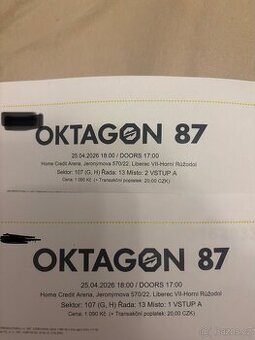 OKTAGON 87
25.04.2026 18:00 / DOORS 17:00
Home Credit Arena, Jeronýmova 570/22, Liberec VII-Horní Růžodol
Sektor: 107 (G, H) Řada: 13 Místo: 2 VSTUP A
Cena: 1 090 Kč (+ Transakční poplatek: 20,00 CZK)
OKTAGON 87
25.04.2026 18:00 / DOORS 17:00
Home Credit Arena, Jeronýmova 570/22, Liberec VII-Horní Růžodol
Sektor: 107 (G, H) Řada: 13 Místo: 1 VSTUP A
Cena: 1 090 Kč (+ Transakční poplatek: 20,00 CZK)